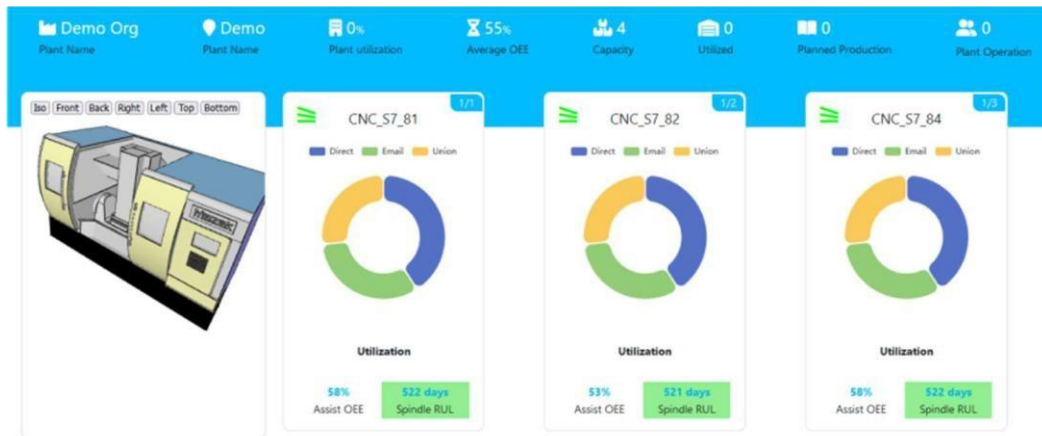 Demo Org
Plant Name
Demo
Plant Name
0%
Plant utilization
55%
Average OEE
4
Capacity
0
Utilized
0
Planned Production
0
Plant Operation
Iso Front Back Right Left Top Bottom
1/1
CNC_S7_81
Direct Email Union
Utilization
58%
Assist OEE
522 days
Spindle RUL
1/2
CNC_S7_82
Direct Email Union
Utilization
53%
Assist OEE
521 days
Spindle RUL
1/3
CNC_S7_84
Direct Email Union
Utilization
58%
Assist OEE
522 days
Spindle RUL